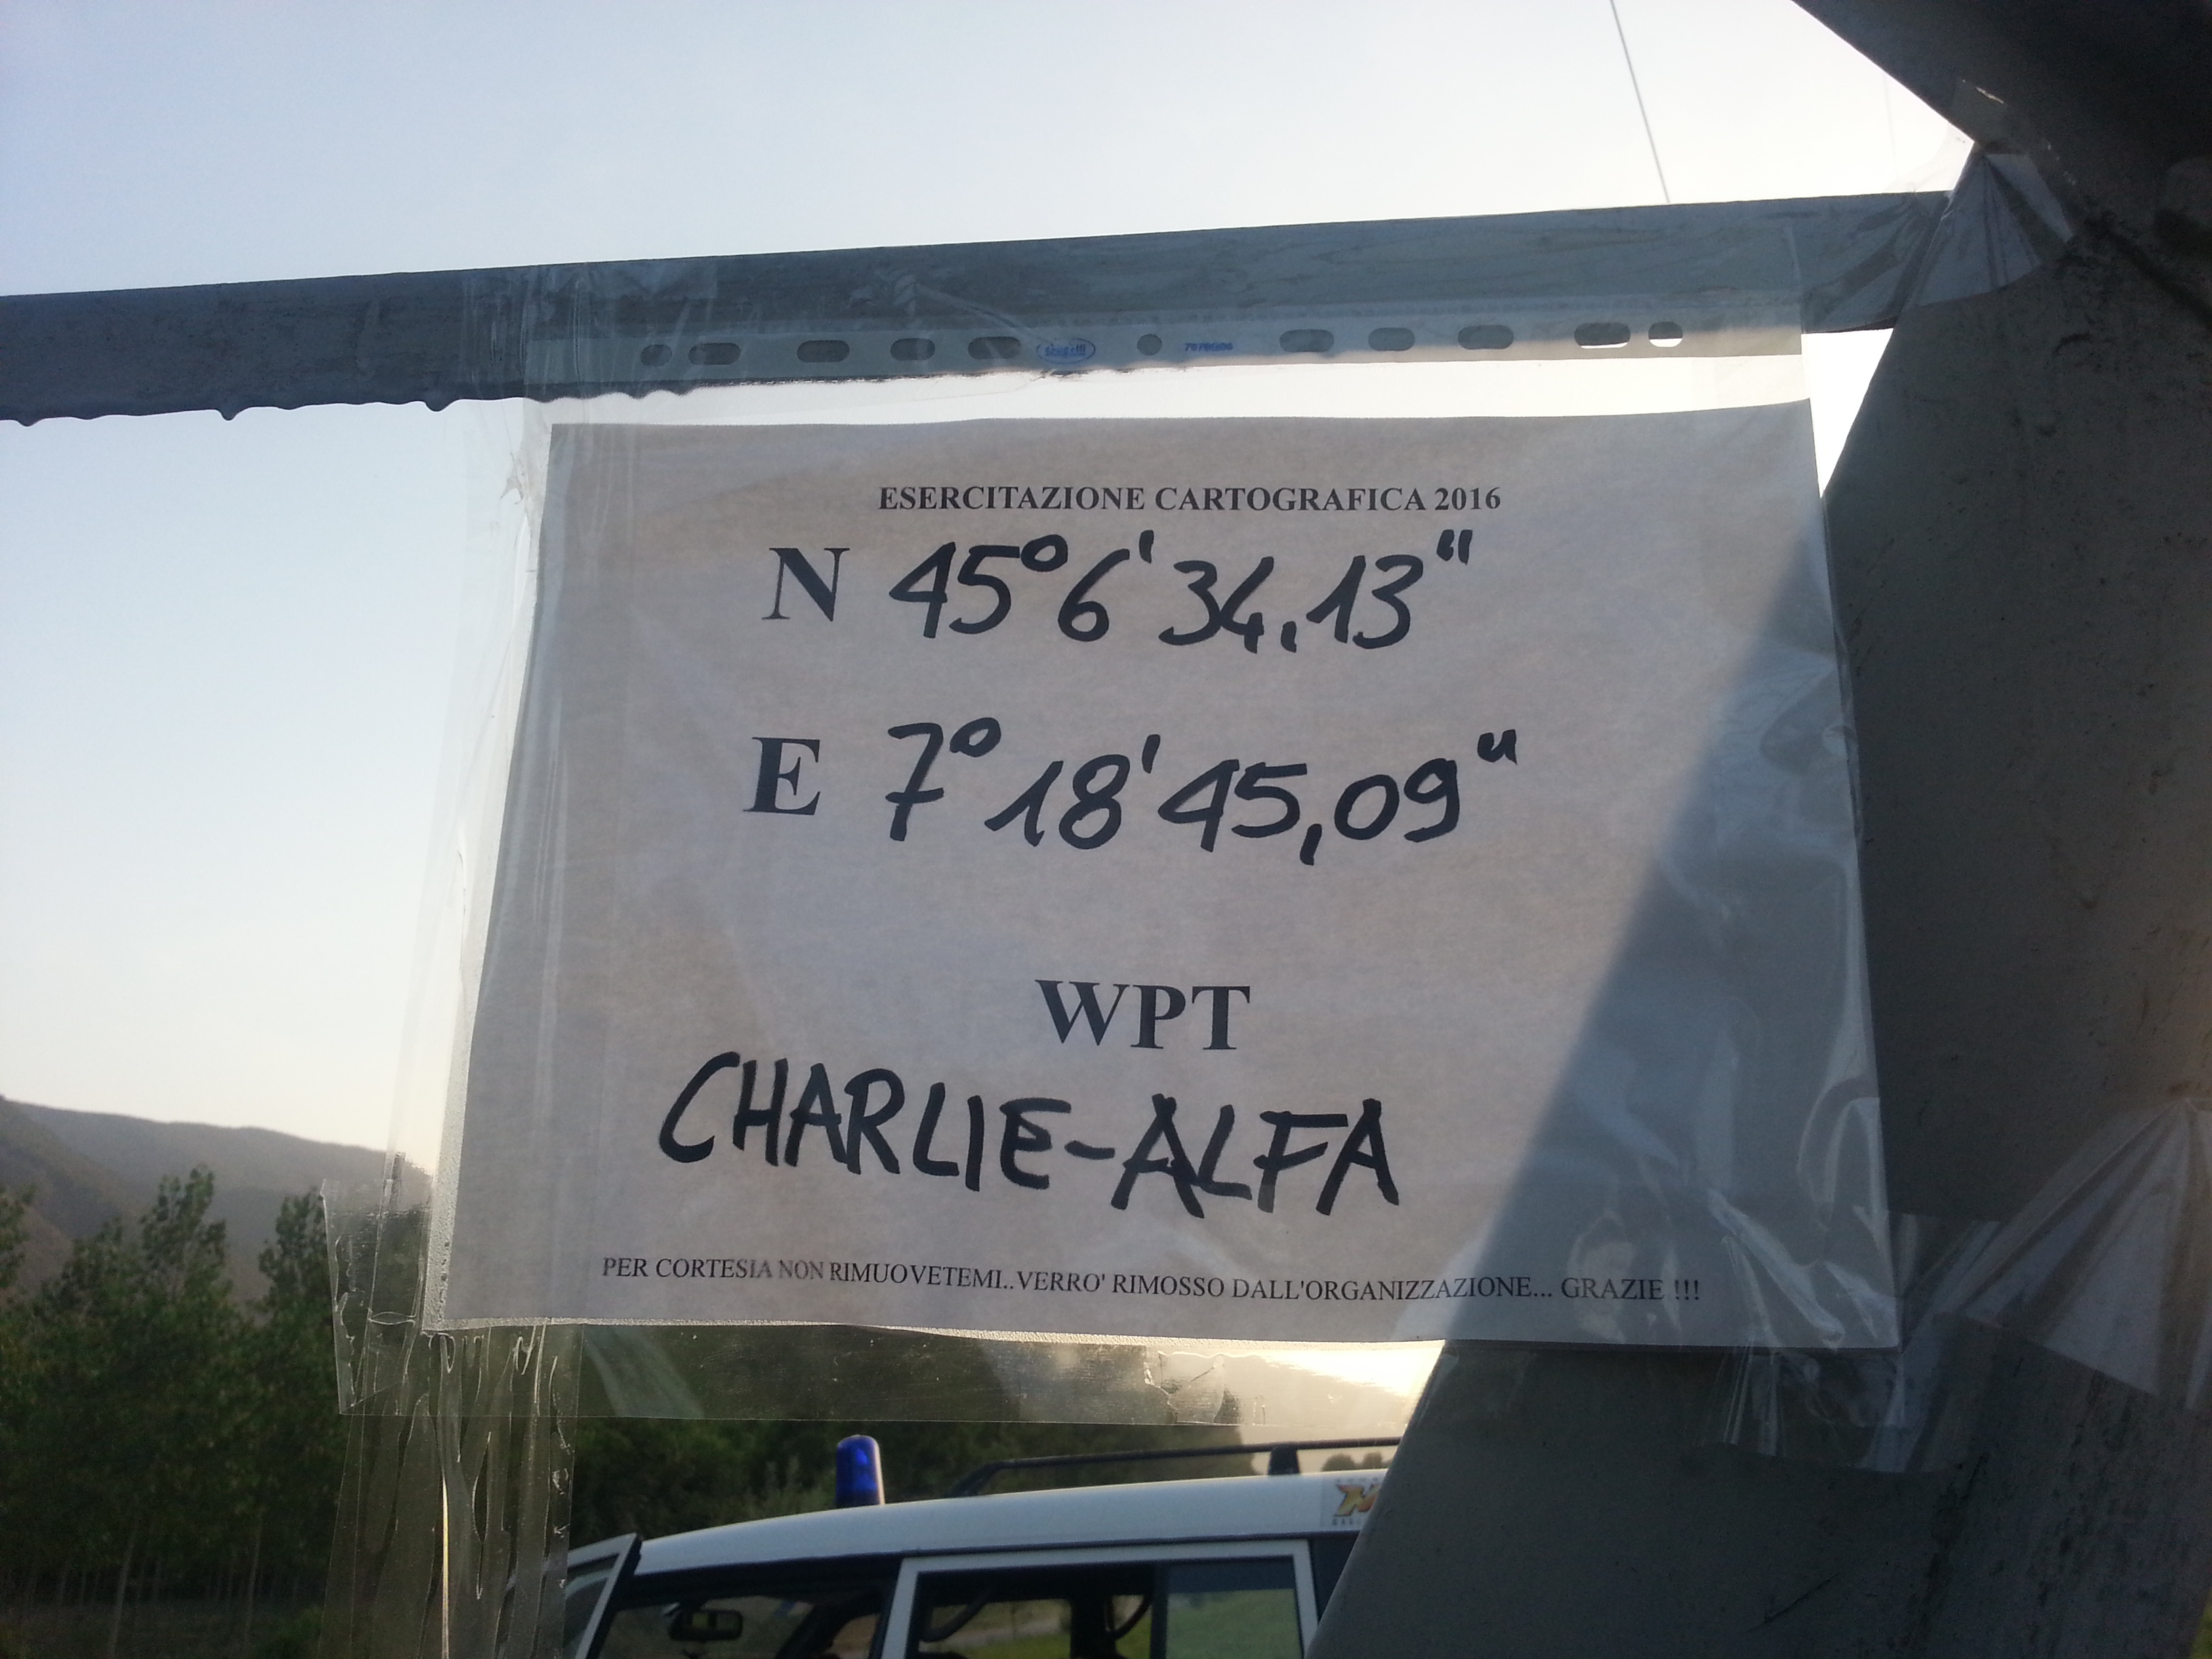 ESERCITAZIONE CARTOGRAFICA 2016
N 45°6'34,13"
E 7°18'45,09"
WPT
CHARLIE-ALFA
PER CORTESIA NON RIMUOVETEMI..VERRO' RIMOSSO DALL'ORGANIZZAZIONE... GRAZIE !!!